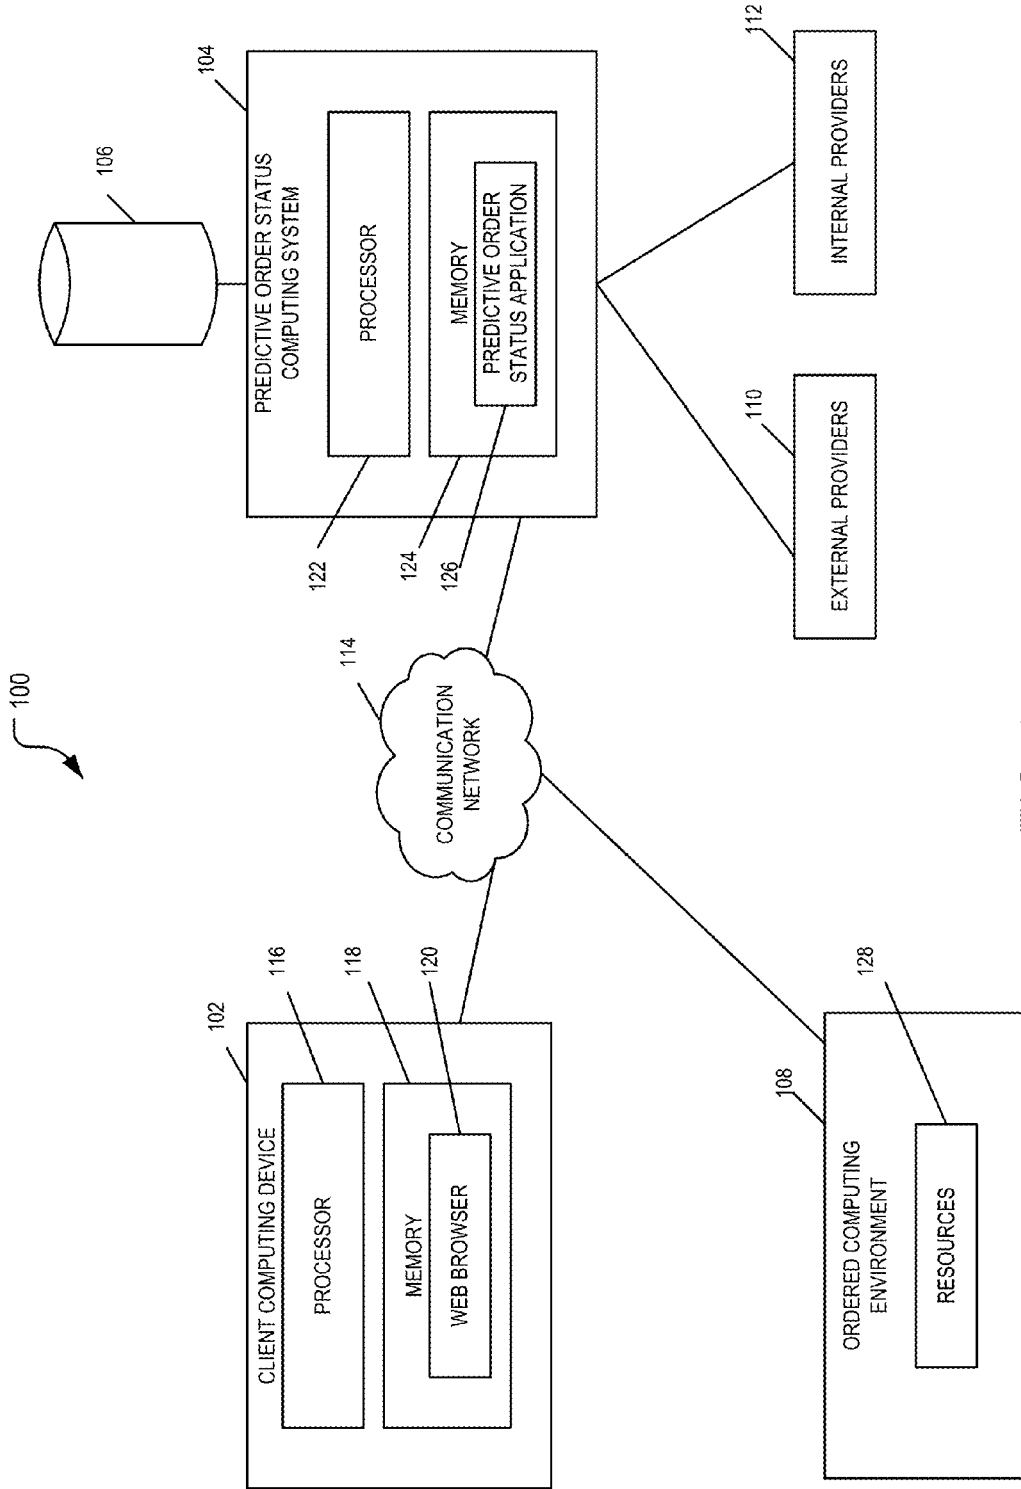 100
106
104
PREDICTIVE ORDER STATUS
COMPUTING SYSTEM
PROCESSOR
122
MEMORY
124
PREDICTIVE ORDER
STATUS APPLICATION
126
102
CLIENT COMPUTING DEVICE
PROCESSOR
116
MEMORY
118
WEB BROWSER
120
114
COMMUNICATION
NETWORK
108
ORDERED COMPUTING
ENVIRONMENT
RESOURCES
128
110
EXTERNAL PROVIDERS
112
INTERNAL PROVIDERS